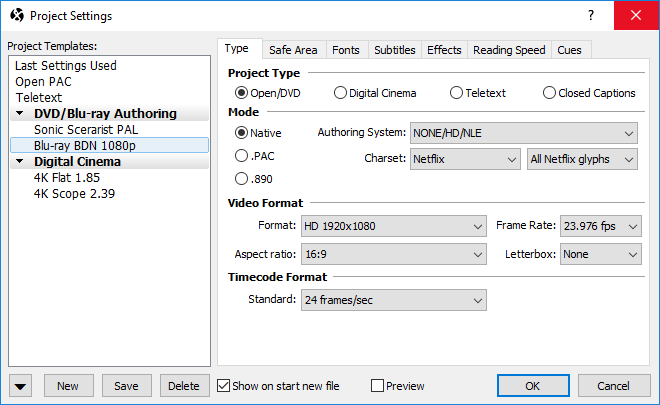 Project Settings
?
Project Templates:
Last Settings Used
Open PAC
Teletext
DVD/Blu-ray Authoring
Sonic Scerarist PAL
Blu-ray BDN 1080p
Digital Cinema
4K Flat 1.85
4K Scope 2.39
Type Safe Area Fonts Subtitles Effects Reading Speed Cues
Project Type
Open/DVD Digital Cinema Teletext Closed Captions
Mode
Native Authoring System: NONE/HD/NLE
.PAC Charset: Netflix All Netflix glyphs
.890
Video Format
Format: HD 1920x1080 Frame Rate: 23.976 fps
Aspect ratio: 16:9 Letterbox: None
Timecode Format
Standard: 24 frames/sec
New Save Delete Show on start new file Preview OK Cancel